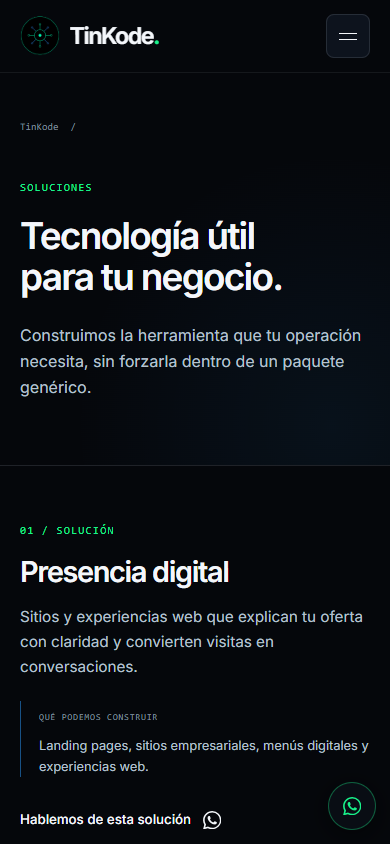 TinKode.
TinKode /
SOLUCIONES
Tecnología útil
para tu negocio.
Construimos la herramienta que tu operación
necesita, sin forzarla dentro de un paquete
genérico.
01 / SOLUCIÓN
Presencia digital
Sitios y experiencias web que explican tu oferta
con claridad y convierten visitas en
conversaciones.
QUÉ PODEMOS CONSTRUIR
Landing pages, sitios empresariales, menús digitales y
experiencias web.
Hablemos de esta solución